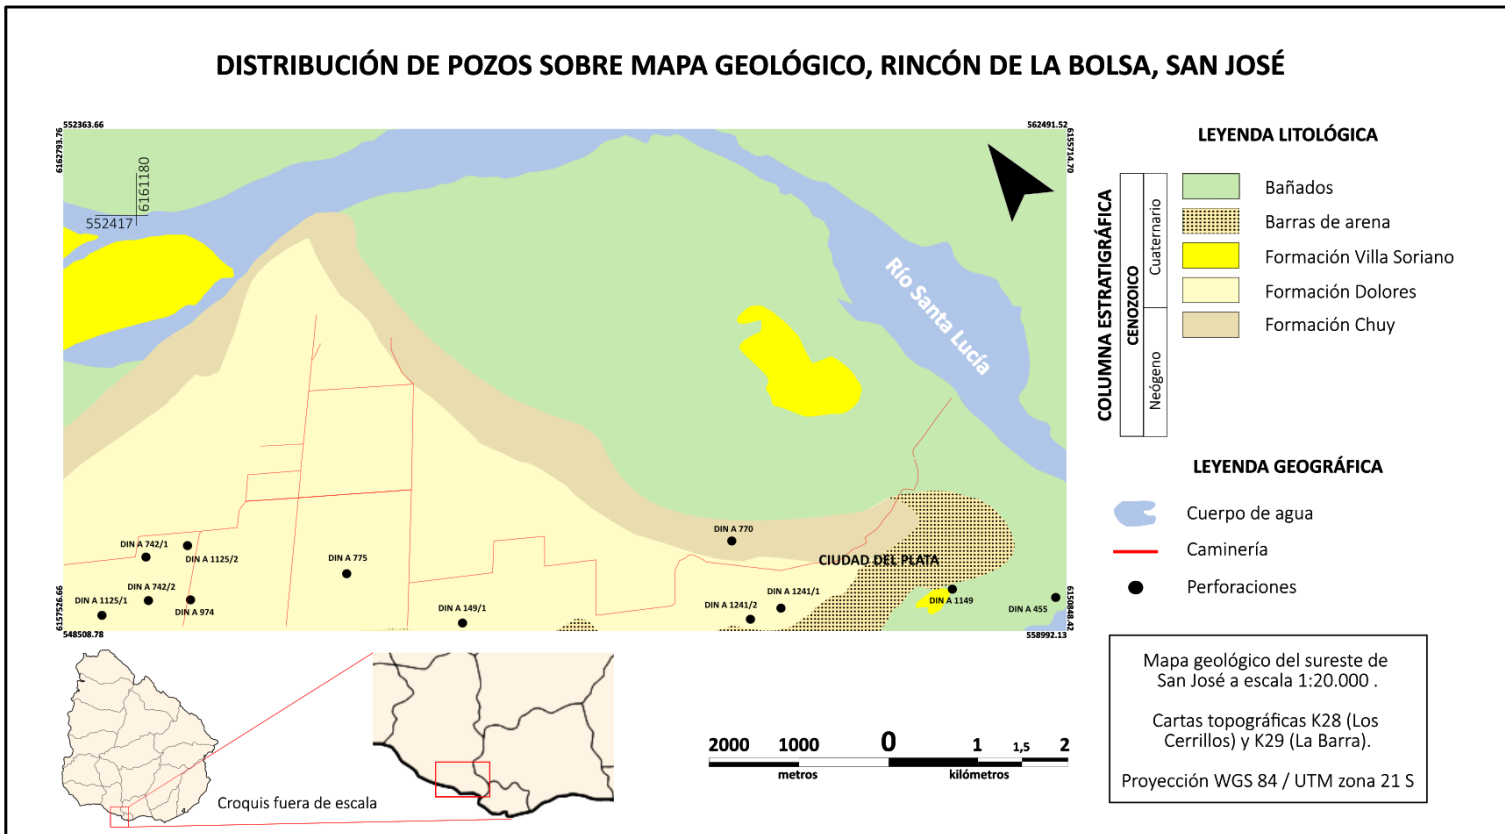 DISTRIBUCIÓN DE POZOS SOBRE MAPA GEOLÓGICO, RINCÓN DE LA BOLSA, SAN JOSÉ
552363.66
562491.52
6162793.76
6155714.70
6161180
552417
Río Santa Lucía
DIN A 770
CIUDAD DEL PLATA
DIN A 742/1
DIN A 1125/2
DIN A 775
DIN A 742/2
DIN A 1125/1
DIN A 974
DIN A 149/1
DIN A 1241/2
DIN A 1241/1
DIN A 1149
DIN A 455
6157526.66
6150848.42
548508.78
558992.13
LEYENDA LITOLÓGICA
COLUMNA ESTRATIGRÁFICA
CENOZOICO
Cuaternario
Neógeno
Bañados
Barras de arena
Formación Villa Soriano
Formación Dolores
Formación Chuy
LEYENDA GEOGRÁFICA
Cuerpo de agua
Caminería
Perforaciones
Mapa geológico del sureste de
San José a escala 1:20.000 .
Cartas topográficas K28 (Los
Cerrillos) y K29 (La Barra).
Proyección WGS 84 / UTM zona 21 S
Croquis fuera de escala
2000 1000 0 1 1,5 2
metros kilómetros